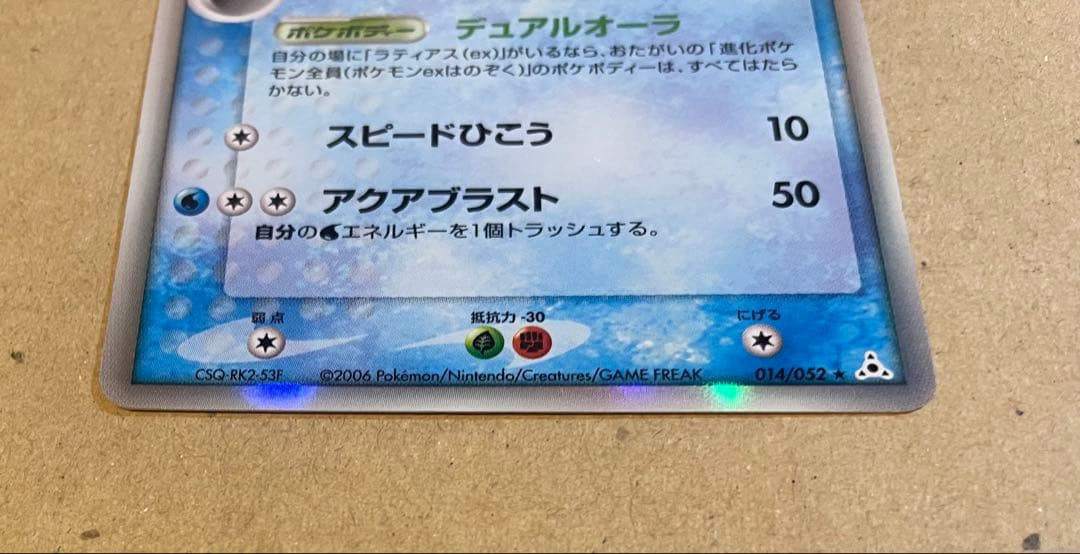 ポケボディー デュアルオーラ
自分の場に「ラティアス(ex)」がいるなら、おたがいの「進化ポケ
モン全員(ポケモンexはのぞく)」のポケボディーは、すべてはたら
かない。
スピードひこう 10
アクアブラスト 50
自分のエネルギーを1個トラッシュする。
弱点 抵抗力 -30 にげる
CSQ-RK2-53F ©2006 Pokémon/Nintendo/Creatures/GAME FREAK 014/052 ★